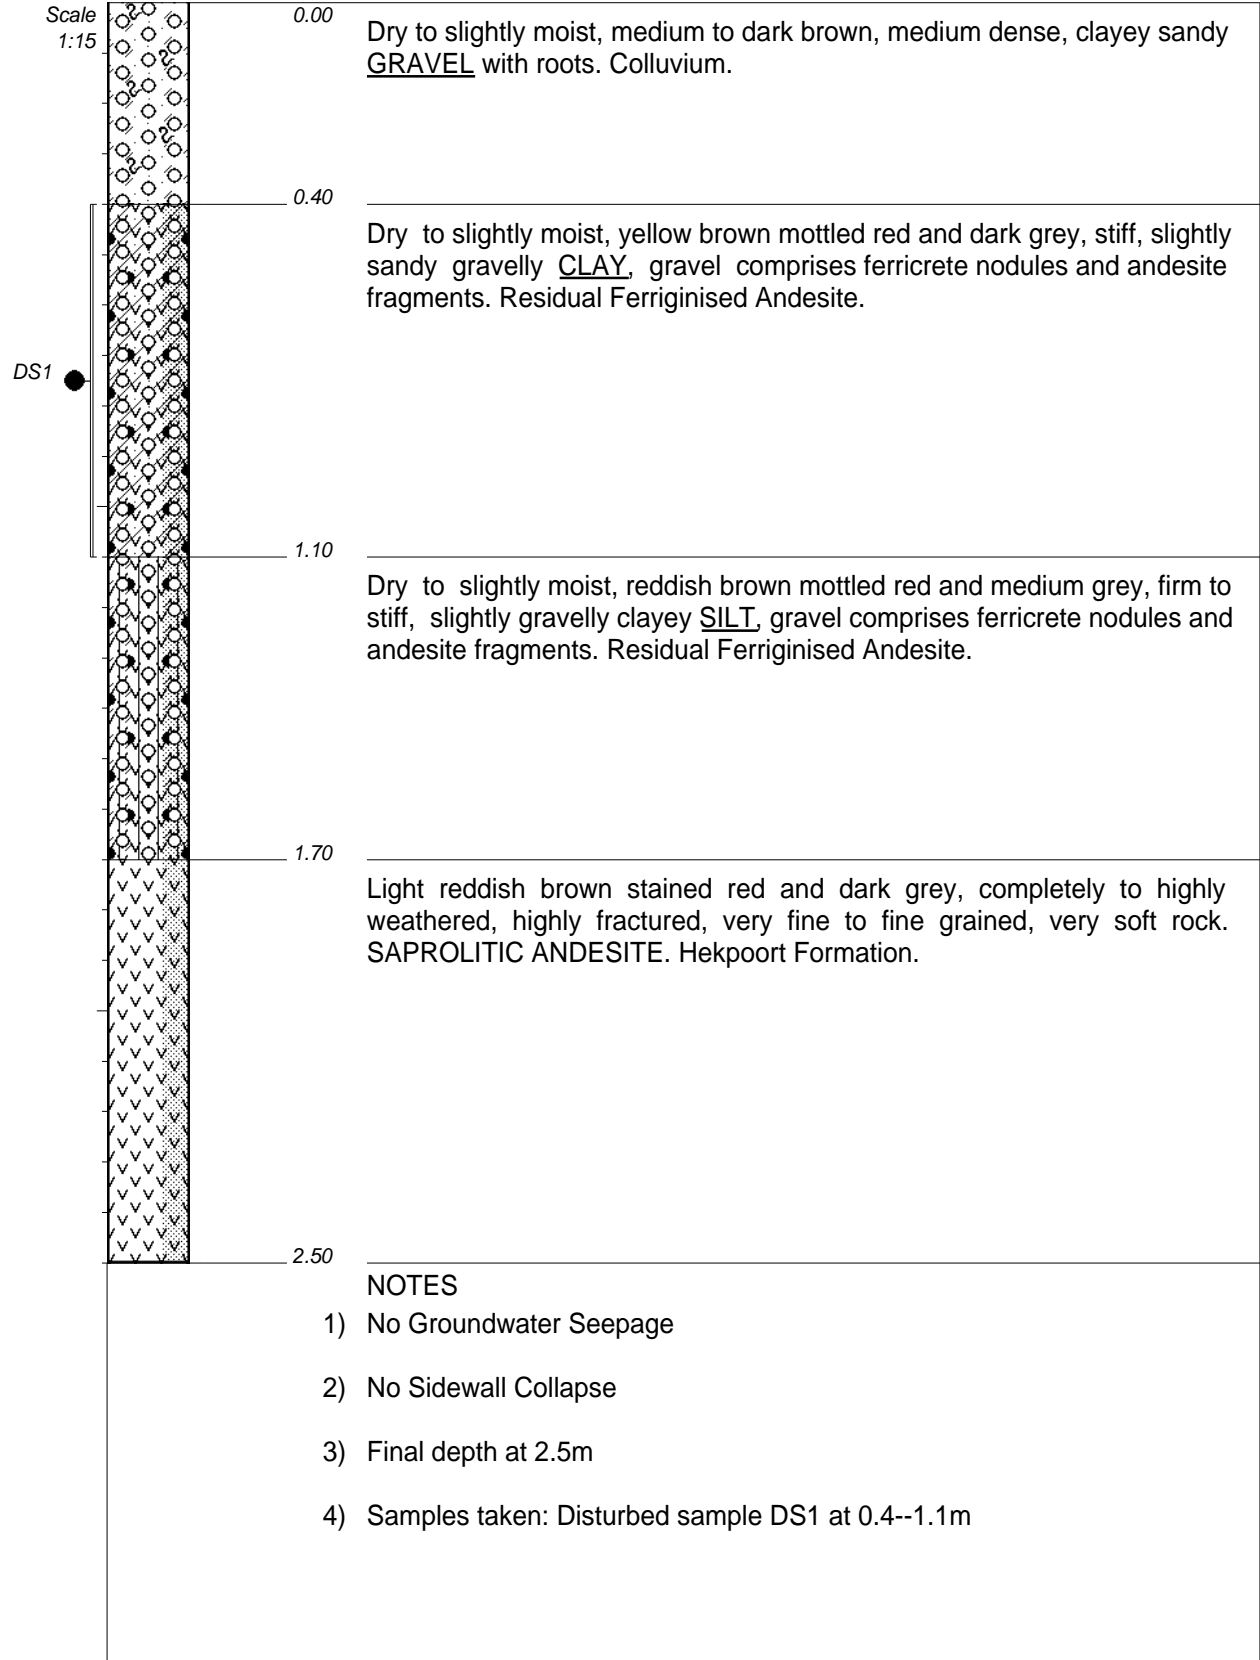 Scale
1:15
0.00
Dry to slightly moist, medium to dark brown, medium dense, clayey sandy
GRAVEL with roots. Colluvium.
0.40
Dry to slightly moist, yellow brown mottled red and dark grey, stiff, slightly
sandy gravelly CLAY, gravel comprises ferricrete nodules and andesite
fragments. Residual Ferriginised Andesite.
DS1
1.10
Dry to slightly moist, reddish brown mottled red and medium grey, firm to
stiff, slightly gravelly clayey SILT, gravel comprises ferricrete nodules and
andesite fragments. Residual Ferriginised Andesite.
1.70
Light reddish brown stained red and dark grey, completely to highly
weathered, highly fractured, very fine to fine grained, very soft rock.
SAPROLITIC ANDESITE. Hekpoort Formation.
2.50
NOTES
1) No Groundwater Seepage
2) No Sidewall Collapse
3) Final depth at 2.5m
4) Samples taken: Disturbed sample DS1 at 0.4--1.1m